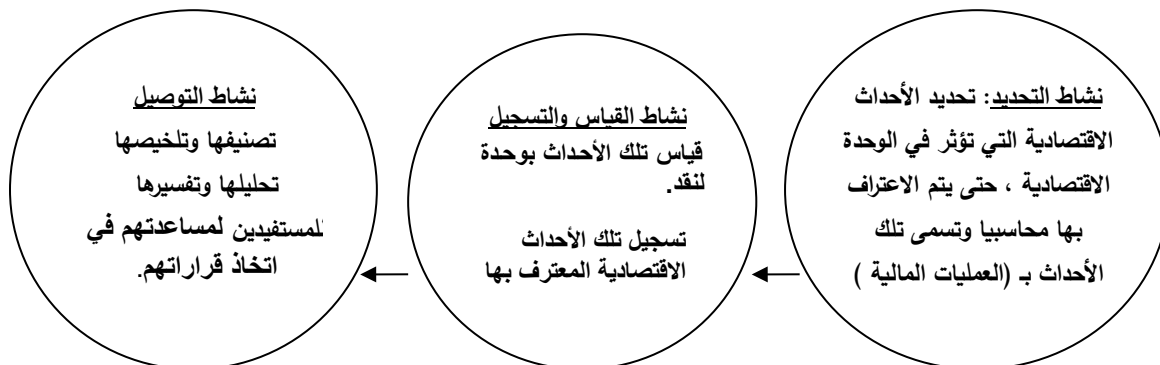 نشاط التحديد: تحديد الأحداث
الاقتصادية التي تؤثر في الوحدة
الاقتصادية ، حتى يتم الاعتراف
بها محاسبيا وتسمى تلك
الأحداث بـ (العمليات المالية )
نشاط القياس والتسجيل
قياس تلك الأحداث بوحدة
لنقد.
تسجيل تلك الأحداث
الاقتصادية المعترف بها
نشاط التوصيل
تصنيفها وتلخيصها
تحليلها وتفسيرها
للمستفيدين لمساعدتهم في
اتخاذ قراراتهم.